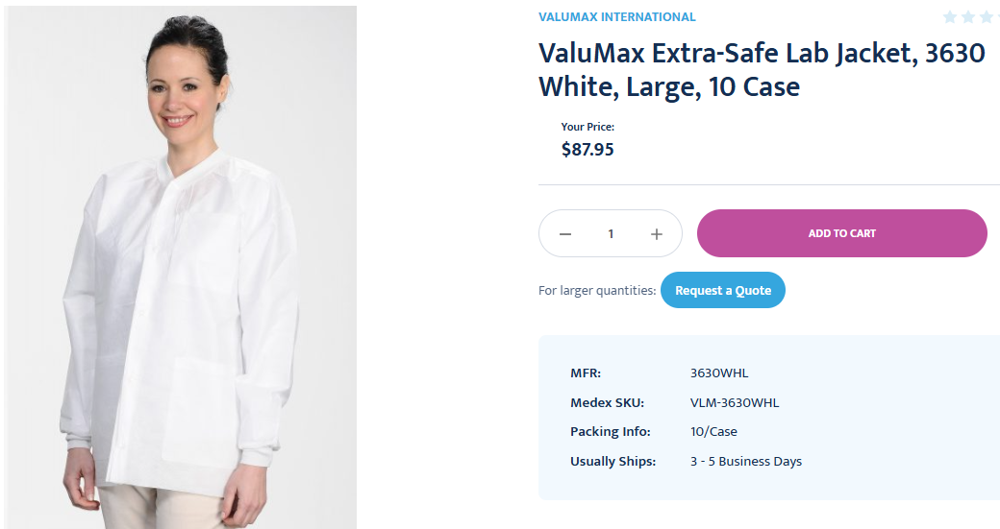 VALUMAX INTERNATIONAL
ValuMax Extra-Safe Lab Jacket, 3630
White, Large, 10 Case
Your Price:
$87.95
1
ADD TO CART
For larger quantities: Request a Quote
MFR: 3630WHL
Medex SKU: VLM-3630WHL
Packing Info: 10/Case
Usually Ships: 3 - 5 Business Days